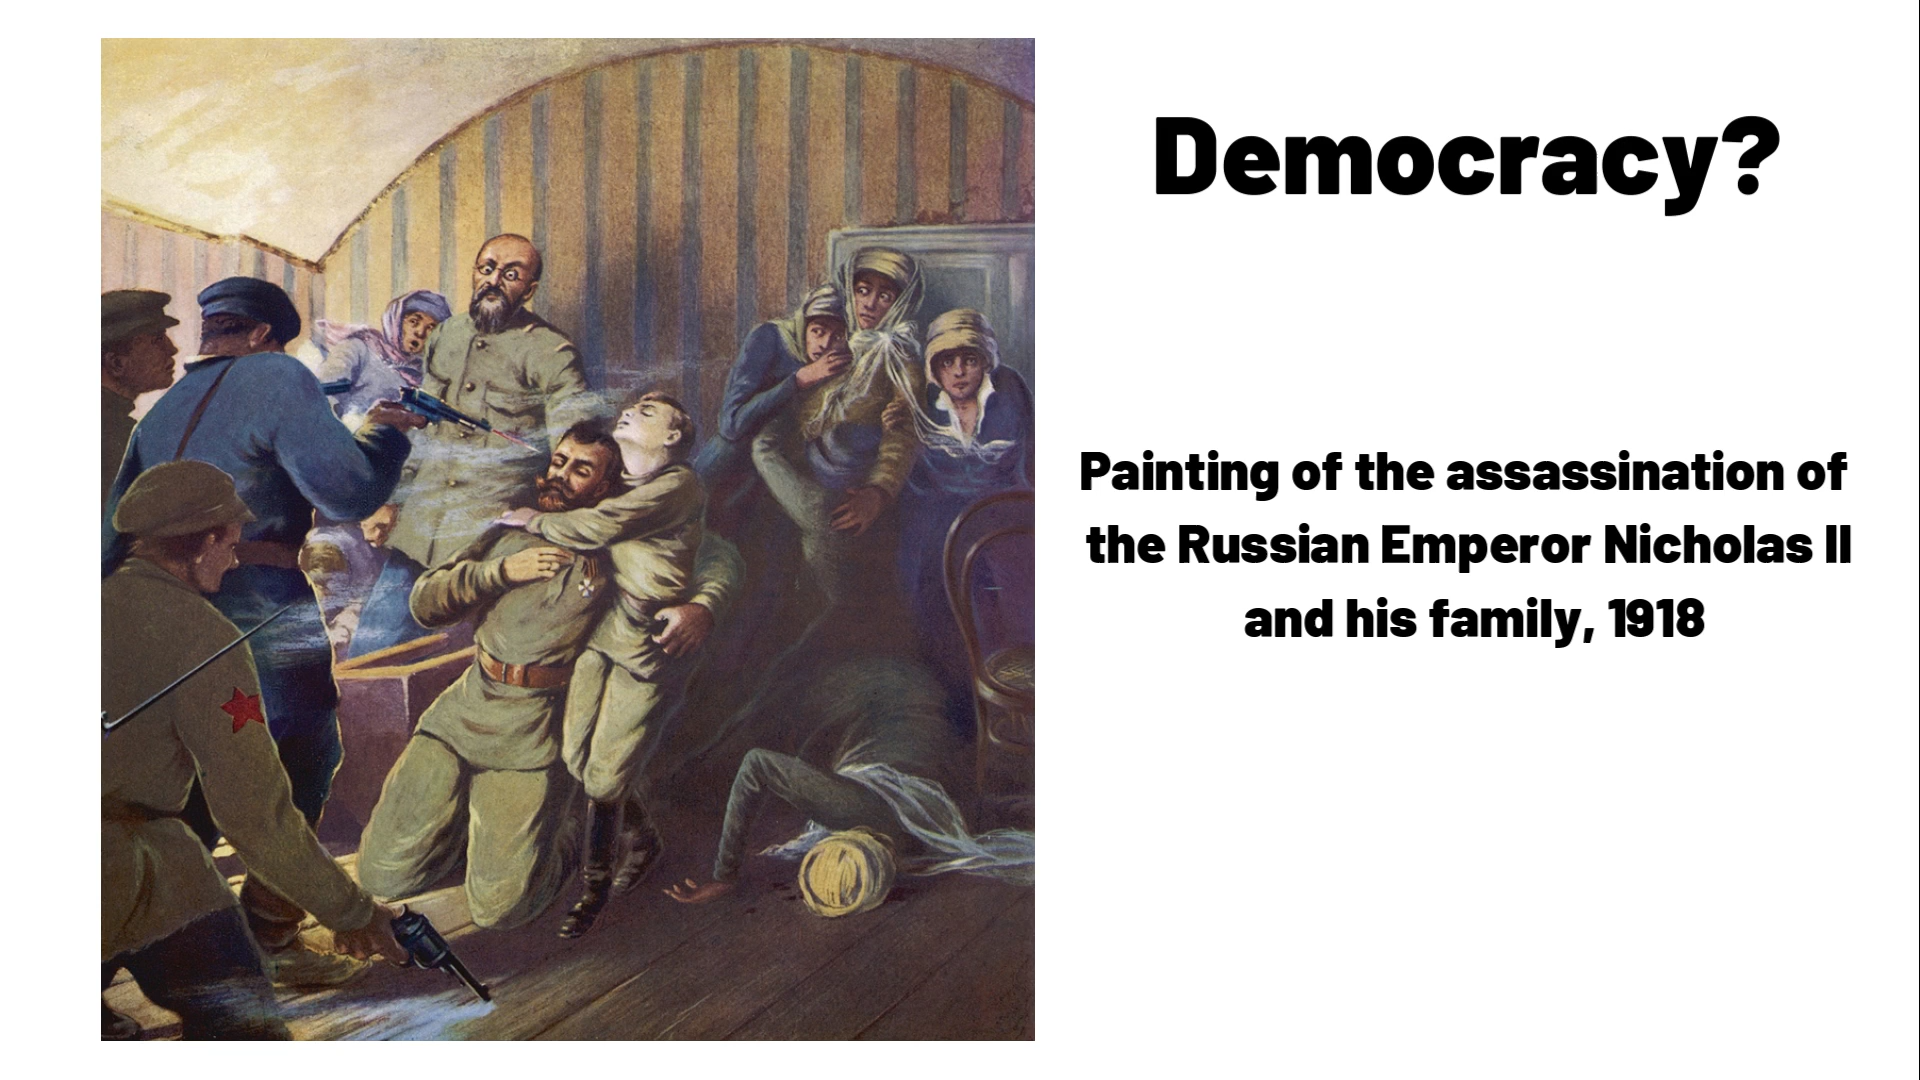 Democracy?
Painting of the assassination of
the Russian Emperor Nicholas II
and his family, 1918